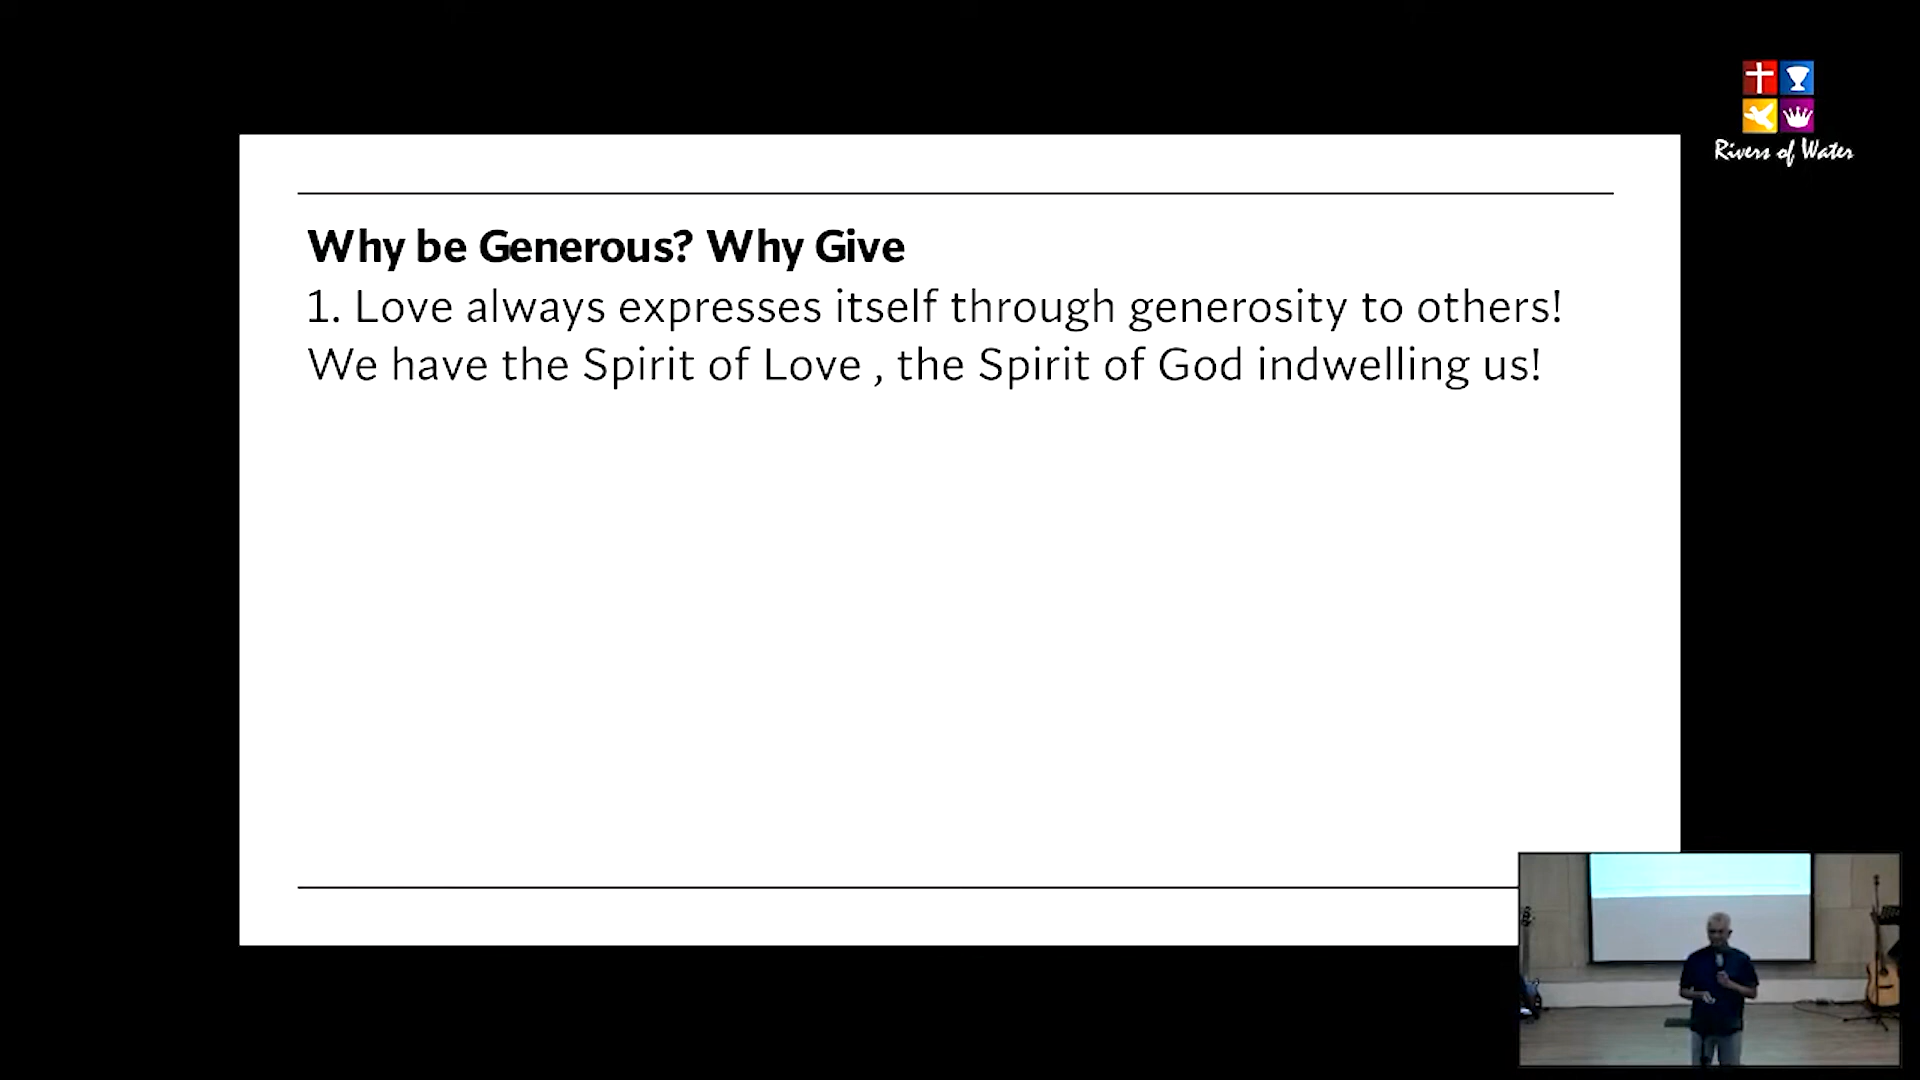 Rivers of Water
Why be Generous? Why Give
1. Love always expresses itself through generosity to others!
We have the Spirit of Love , the Spirit of God indwelling us!